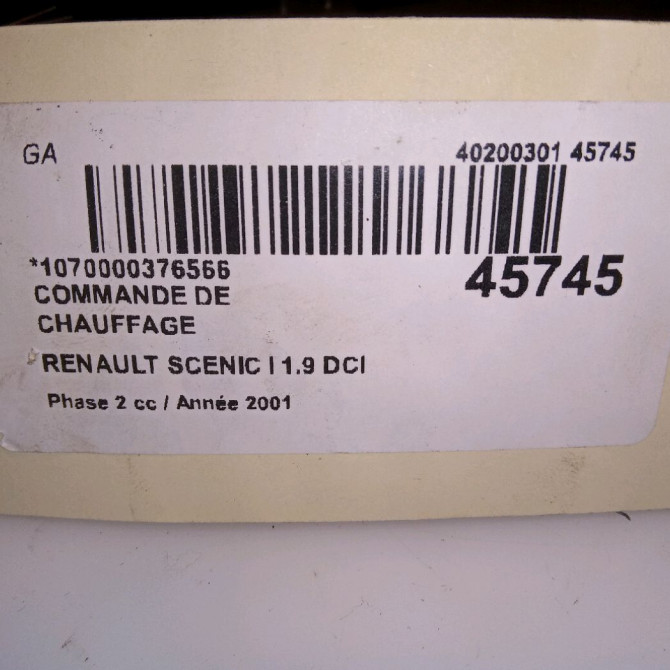 GA 40200301 45745
*1070000376566 45745
COMMANDE DE
CHAUFFAGE
RENAULT SCENIC I 1.9 DCI
Phase 2 cc / Année 2001